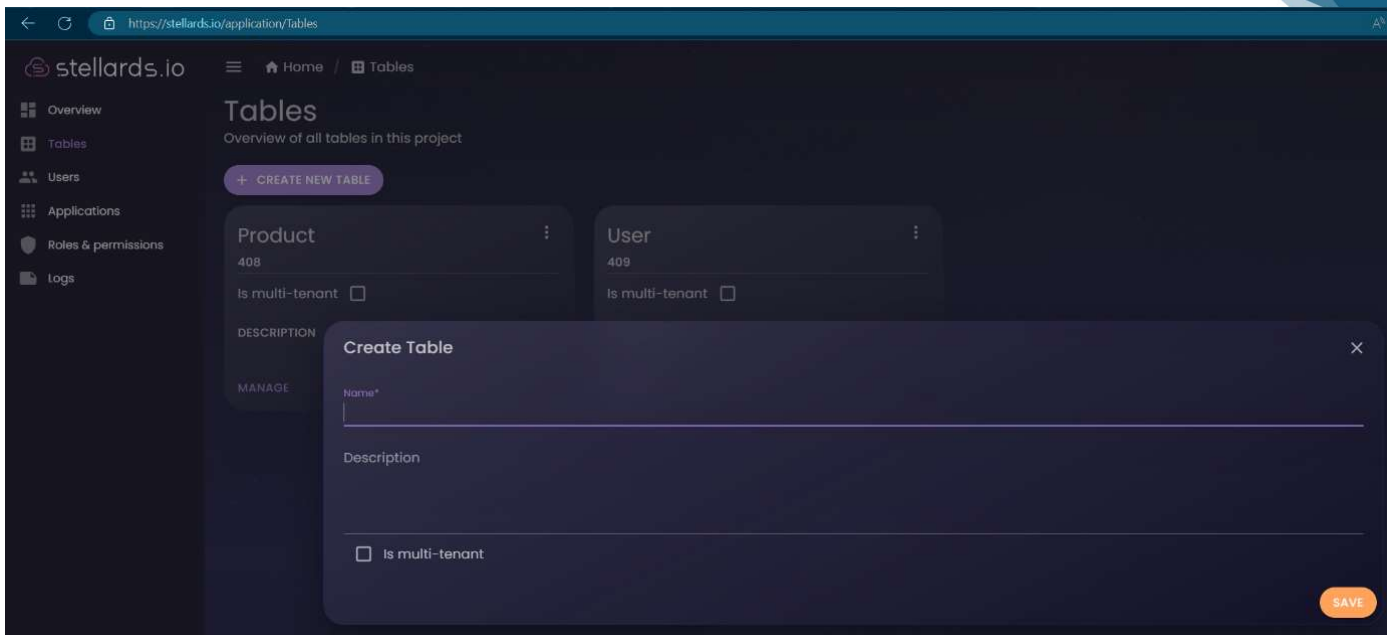 https://stellards.io/application/Tables
stellards.io
Home / Tables
Overview
Tables
Users
Applications
Roles & permissions
Logs
Tables
Overview of all tables in this project
+ CREATE NEW TABLE
Product
408
Is multi-tenant
DESCRIPTION
MANAGE
User
409
Is multi-tenant
Create Table
Name*
Description
Is multi-tenant
SAVE